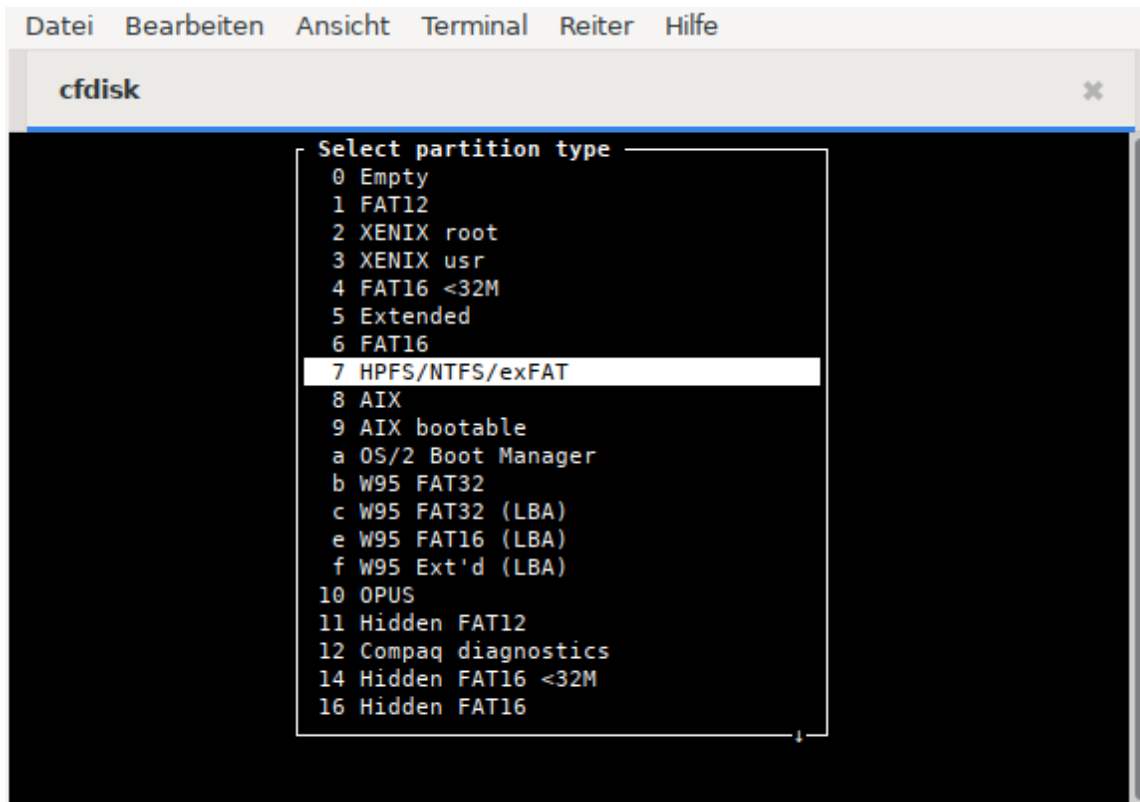 Datei Bearbeiten Ansicht Terminal Reiter Hilfe
cfdisk
Select partition type
0 Empty
1 FAT12
2 XENIX root
3 XENIX usr
4 FAT16 <32M
5 Extended
6 FAT16
7 HPFS/NTFS/exFAT
8 AIX
9 AIX bootable
a OS/2 Boot Manager
b W95 FAT32
c W95 FAT32 (LBA)
e W95 FAT16 (LBA)
f W95 Ext'd (LBA)
10 OPUS
11 Hidden FAT12
12 Compaq diagnostics
14 Hidden FAT16 <32M
16 Hidden FAT16